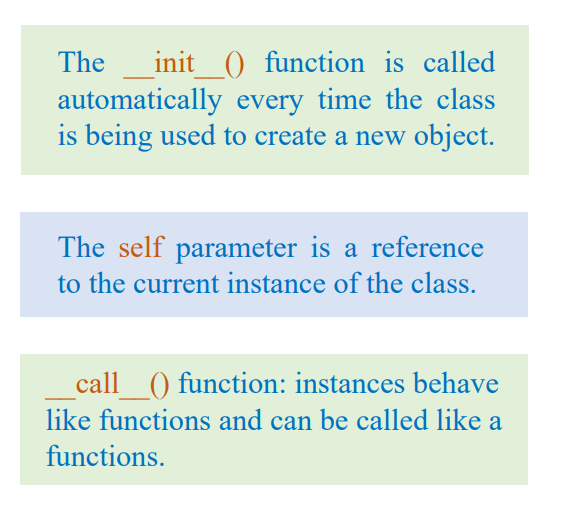 The __init__() function is called
automatically every time the class
is being used to create a new object.
The self parameter is a reference
to the current instance of the class.
__call__() function: instances behave
like functions and can be called like a
functions.